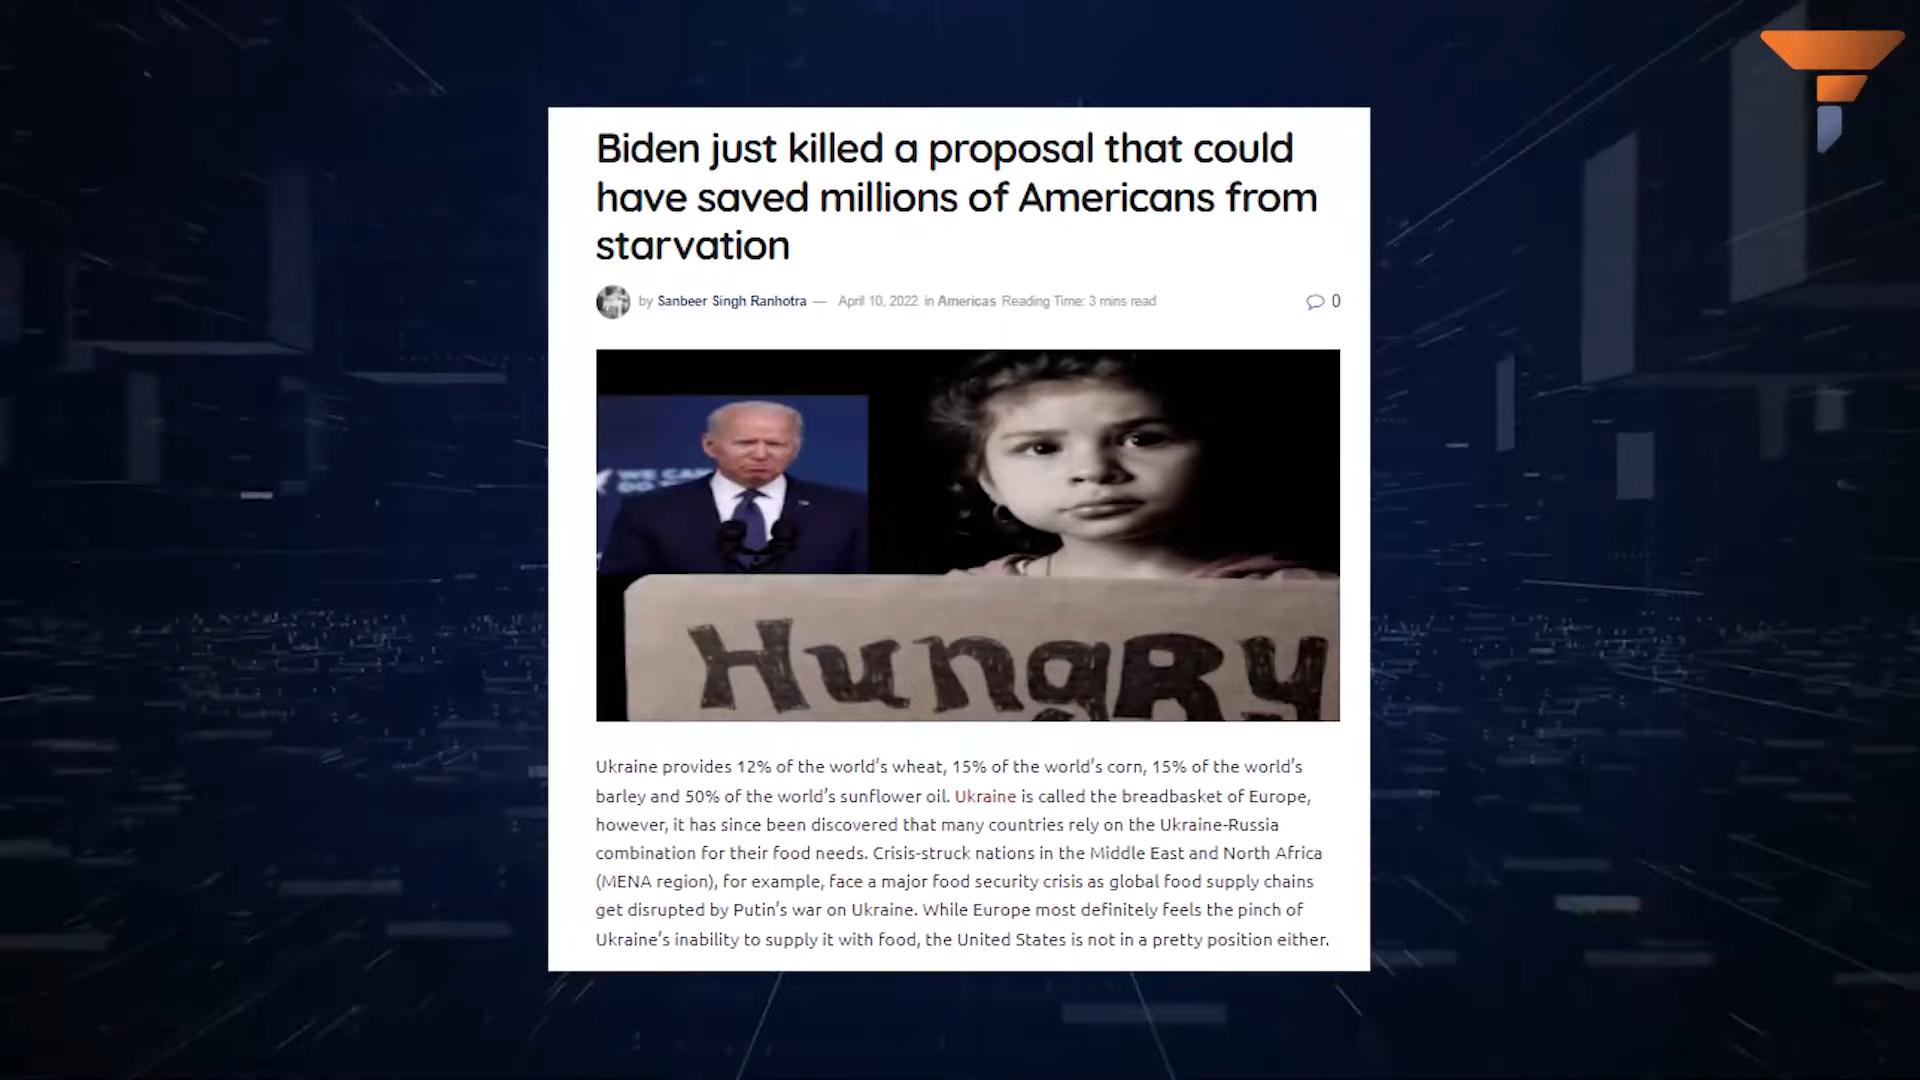 Biden just killed a proposal that could
have saved millions of Americans from
starvation
by Sanbeer Singh Ranhotra — April 10, 2022 in Americas Reading Time: 3 mins read 0
WE CAN
DO
HungRy
Ukraine provides 12% of the world's wheat, 15% of the world's corn, 15% of the world's
barley and 50% of the world's sunflower oil. Ukraine is called the breadbasket of Europe,
however, it has since been discovered that many countries rely on the Ukraine-Russia
combination for their food needs. Crisis-struck nations in the Middle East and North Africa
(MENA region), for example, face a major food security crisis as global food supply chains
get disrupted by Putin's war on Ukraine. While Europe most definitely feels the pinch of
Ukraine's inability to supply it with food, the United States is not in a pretty position either.